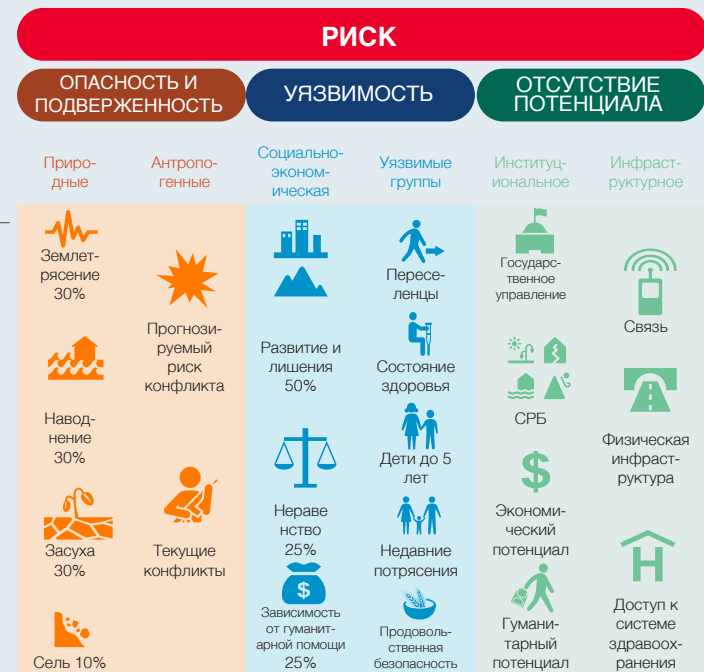 РИСК
ОПАСНОСТЬ И
ПОДВЕРЖЕННОСТЬ
УЯЗВИМОСТЬ
ОТСУТСТВИЕ
ПОТЕНЦИАЛА
Приро-
дные
Антропо-
генные
Социально-
эконом-
ическая
Уязвимые
группы
Институц-
иональное
Инфраст-
руктурное
Землет-
рясение
30%
Навод-
нение
30%
Засуха
30%
Сель 10%
Прогнози-
руемый
риск
конфликта
Текущие
конфликты
Развитие и
лишения
50%
Нераве
нство
25%
Зависимость
от гуманит-
арной помощи
25%
Пересе-
ленцы
Состояние
здоровья
Дети до 5
лет
Недавние
потрясения
Продоволь-
ственная
безопасность
Государс-
твенное
управление
СРБ
Экономи-
ческий
потенциал
Гумани-
тарный
потенциал
Связь
Физическая
инфраст-
руктура
Доступ к
системе
здравоох-
ранения